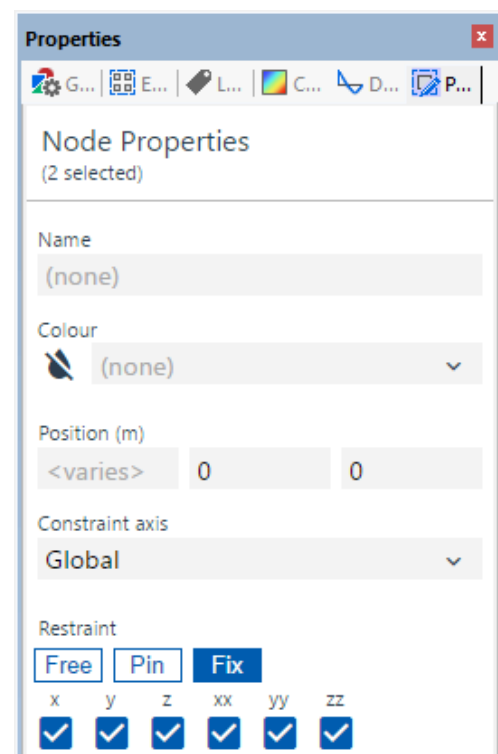 Properties
G... E... L... C... D... P...
Node Properties
(2 selected)
Name
(none)
Colour
(none)
Position (m)
<varies> 0 0
Constraint axis
Global
Restraint
Free Pin Fix
x y z xx yy zz